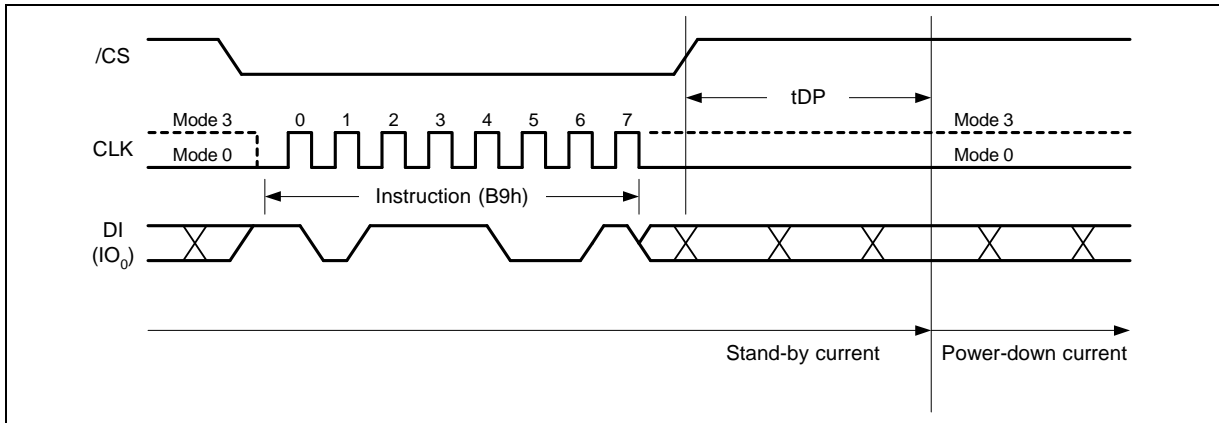 /CS
tDP
Mode 3 0 1 2 3 4 5 6 7 Mode 3
CLK
Mode 0 Mode 0
Instruction (B9h)
DI
(IO₀)
Stand-by current Power-down current